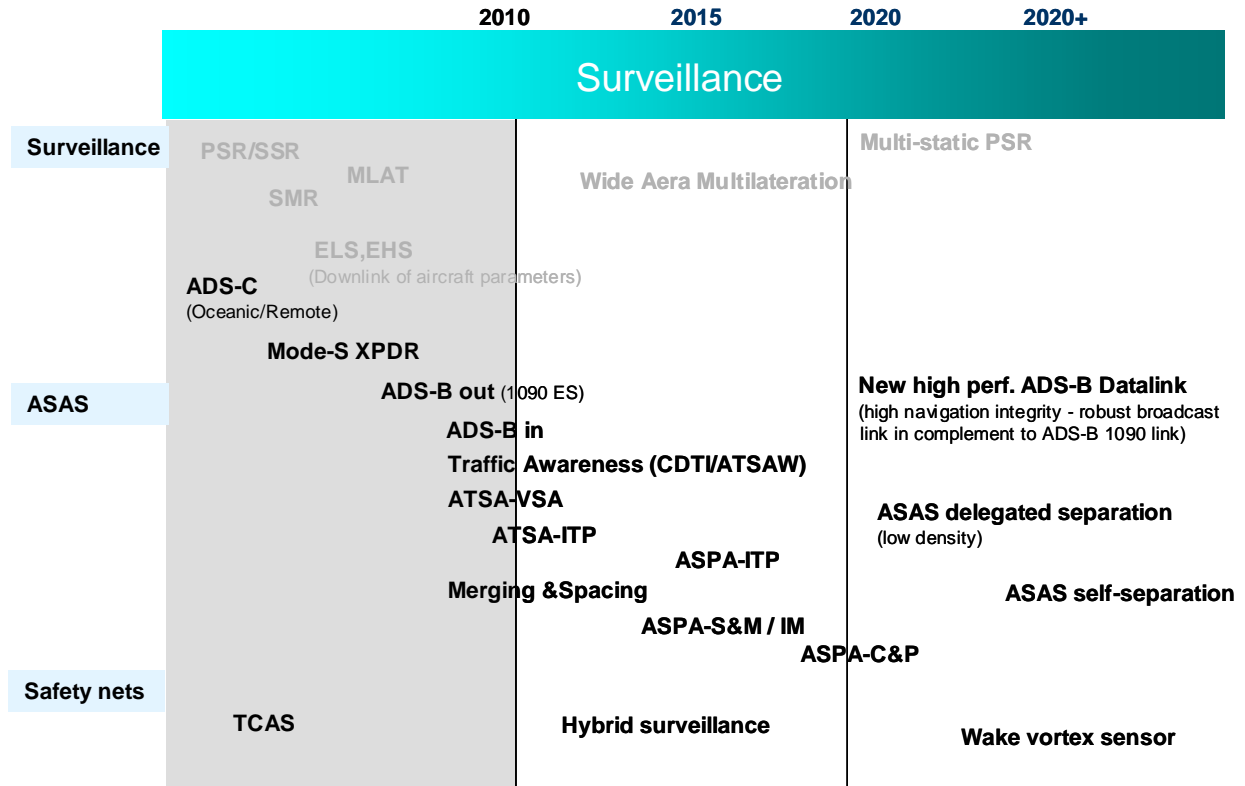 2010 2015 2020 2020+
Surveillance
Surveillance
PSR/SSR
Multi-static PSR
MLAT
Wide Aera Multilateration
SMR
ELS,EHS
(Downlink of aircraft parameters)
ADS-C
(Oceanic/Remote)
Mode-S XPDR
ASAS
ADS-B out (1090 ES)
New high perf. ADS-B Datalink
(high navigation integrity - robust broadcast
link in complement to ADS-B 1090 link)
ADS-B in
Traffic Awareness (CDTI/ATSAW)
ATSA-VSA
ASAS delegated separation
(low density)
ATSA-ITP
ASPA-ITP
Merging &Spacing
ASAS self-separation
ASPA-S&M / IM
ASPA-C&P
Safety nets
TCAS
Hybrid surveillance
Wake vortex sensor